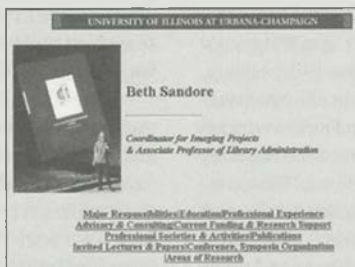 UNIVERSITY OF ILLINOIS AT URBANA-CHAMPAIGN
Beth Sandore
Coordinator for Imaging Projects
& Associate Professor of Library Administration
Major Responsibilities|Education|Professional Experience
Advisory & Consulting|Current Funding & Research Support
Professional Societies & Activities|Publications
Invited Lectures & Papers|Conference, Symposia Organization
|Areas of Research